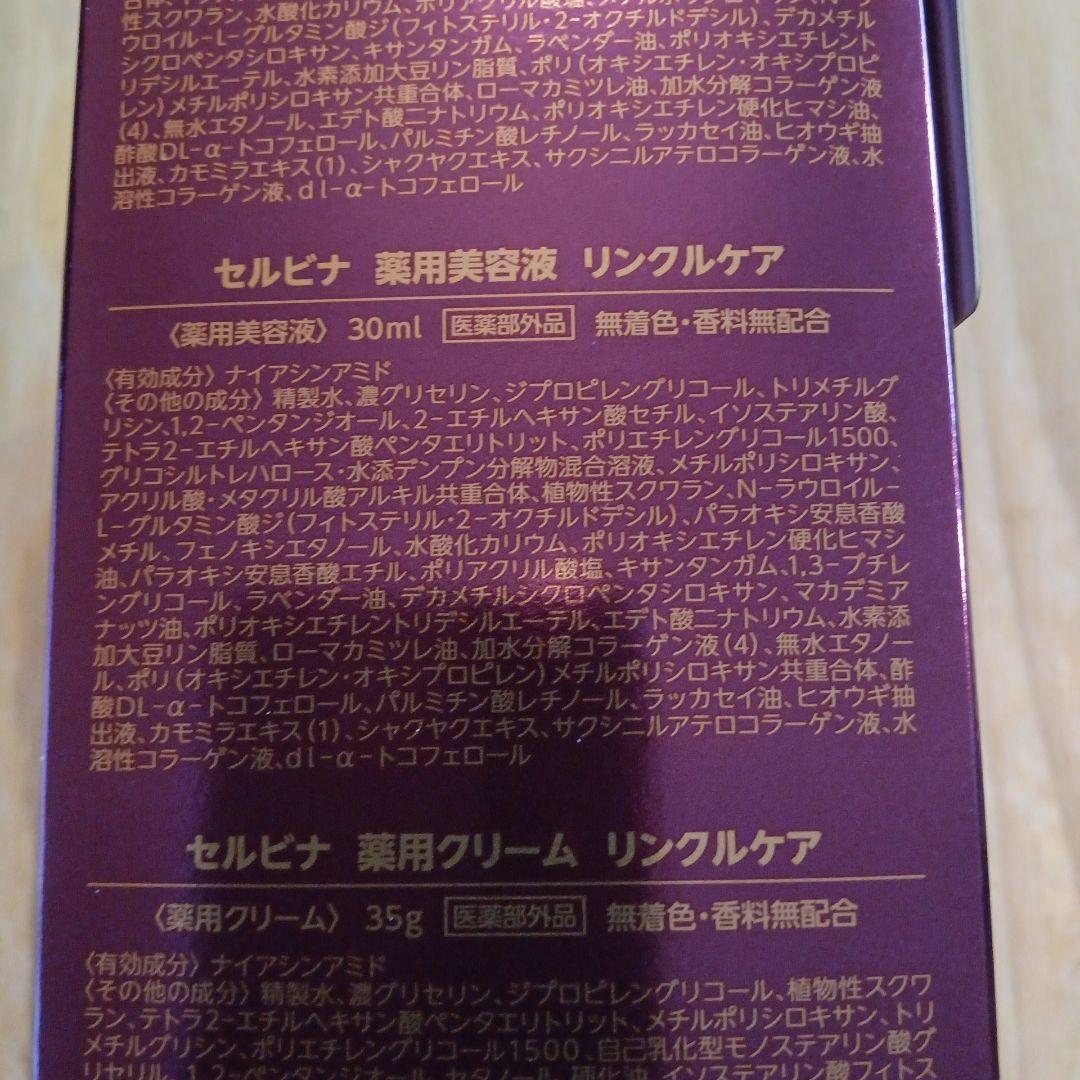 性スクワラン、水酸化カリウム、ポリアクリル酸塩、
ウロイル-L-グルタミン酸ジ(フィトステリル・2-オクチルドデシル)、デカメチル
シクロペンタシロキサン、キサンタンガム、ラベンダー油、ポリオキシエチレント
リデシルエーテル、水素添加大豆リン脂質、ポリ(オキシエチレン・オキシプロピ
レン)メチルポリシロキサン共重合体、ローマカミツレ油、加水分解コラーゲン液
(4)、無水エタノール、エデト酸二ナトリウム、ポリオキシエチレン硬化ヒマシ油、
酢酸DL-α-トコフェロール、パルミチン酸レチノール、ラッカセイ油、ヒオウギ抽
出液、カモミラエキス(1)、シャクヤクエキス、サクシニルアテロコラーゲン液、水
溶性コラーゲン液、dl-α-トコフェロール
セルビナ 薬用美容液 リンクルケア
〈薬用美容液〉 30ml 医薬部外品 無着色・香料無配合
〈有効成分〉ナイアシンアミド
〈その他の成分〉精製水、濃グリセリン、ジプロピレングリコール、トリメチルグ
リシン、1,2-ペンタンジオール、2-エチルヘキサン酸セチル、イソステアリン酸、
テトラ2-エチルヘキサン酸ペンタエリトリット、ポリエチレングリコール1500、
グリコシルトレハロース・水添デンプン分解物混合溶液、メチルポリシロキサン、
アクリル酸・メタクリル酸アルキル共重合体、植物性スクワラン、N-ラウロイル-
L-グルタミン酸ジ(フィトステリル・2-オクチルドデシル)、パラオキシ安息香酸
メチル、フェノキシエタノール、水酸化カリウム、ポリオキシエチレン硬化ヒマシ
油、パラオキシ安息香酸エチル、ポリアクリル酸塩、キサンタンガム、1,3-ブチレ
ングリコール、ラベンダー油、デカメチルシクロペンタシロキサン、マカデミア
ナッツ油、ポリオキシエチレントリデシルエーテル、エデト酸二ナトリウム、水素添
加大豆リン脂質、ローマカミツレ油、加水分解コラーゲン液(4)、無水エタノー
ル、ポリ(オキシエチレン・オキシプロピレン)メチルポリシロキサン共重合体、酢
酸DL-α-トコフェロール、パルミチン酸レチノール、ラッカセイ油、ヒオウギ抽
出液、カモミラエキス(1)、シャクヤクエキス、サクシニルアテロコラーゲン液、水
溶性コラーゲン液、dl-α-トコフェロール
セルビナ 薬用クリーム リンクルケア
〈薬用クリーム〉 35g 医薬部外品 無着色・香料無配合
〈有効成分〉ナイアシンアミド
〈その他の成分〉精製水、濃グリセリン、ジプロピレングリコール、植物性スクワ
ラン、テトラ2-エチルヘキサン酸ペンタエリトリット、メチルポリシロキサン、トリ
メチルグリシン、ポリエチレングリコール1500、自己乳化型モノステアリン酸グ
リセリル、1,2-ペンタンジオール、セタノール、硬化油、イソステアリン酸フィトス